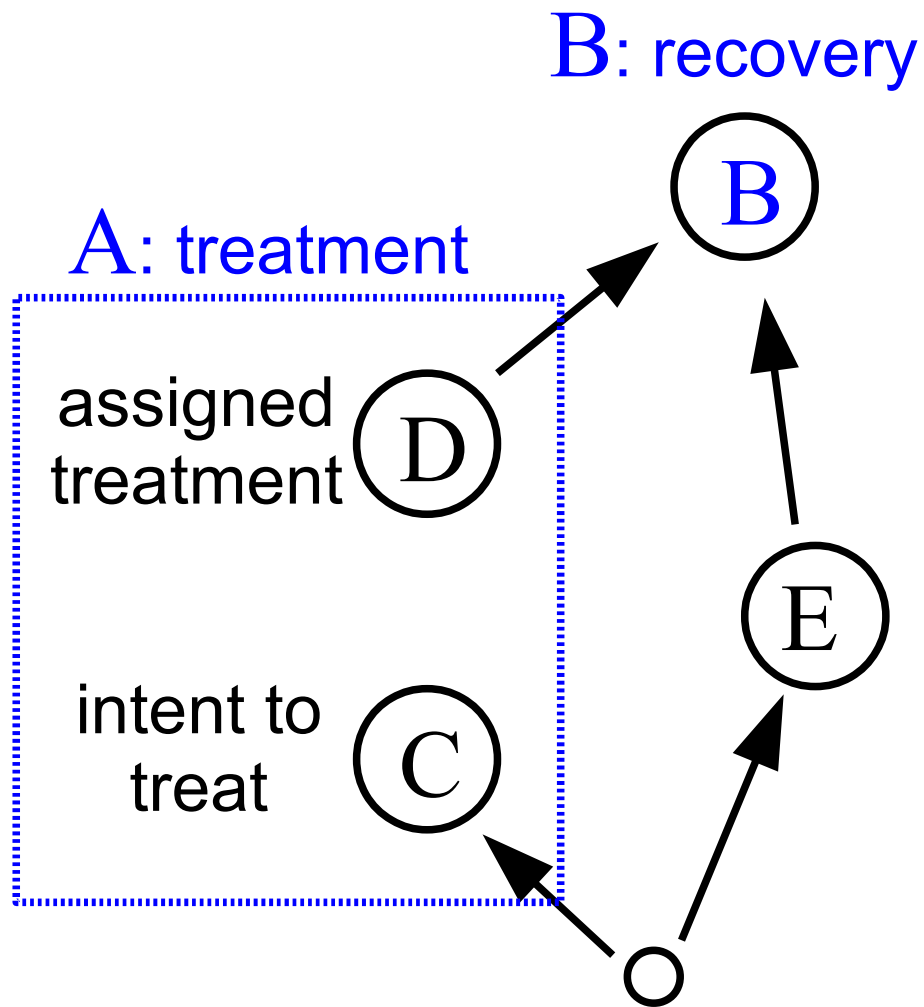 B: recovery
B
A: treatment
assigned
treatment
D
E
intent to
treat
C